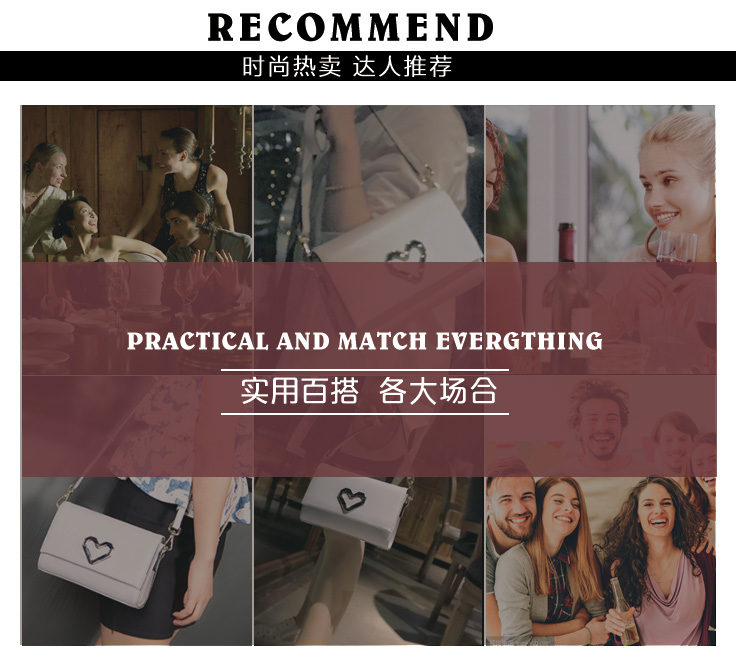 RECOMMEND
时尚热卖 达人推荐
PRACTICAL AND MATCH EVERGTHING
实用百搭 各大场合